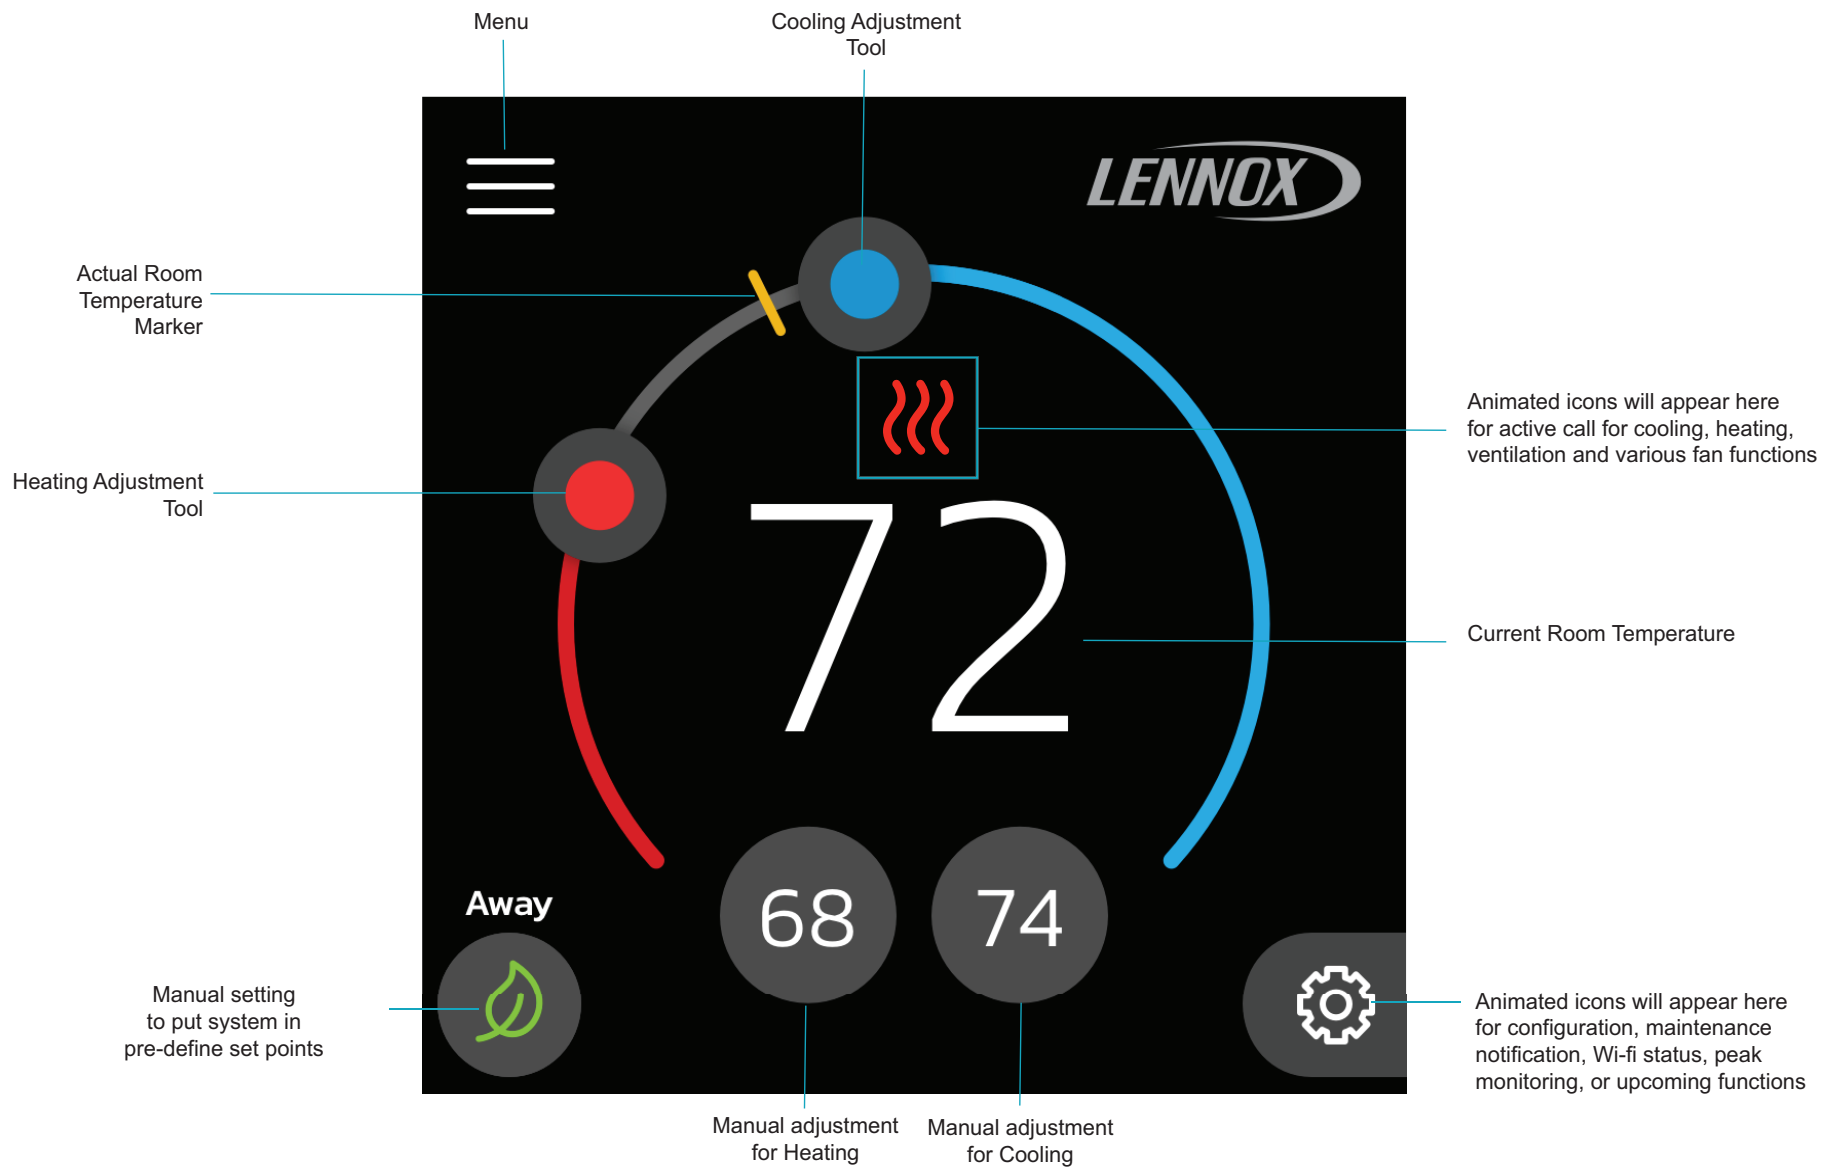 Menu
Cooling Adjustment
Tool
LENNOX
Actual Room
Temperature
Marker
Animated icons will appear here
for active call for cooling, heating,
ventilation and various fan functions
Heating Adjustment
Tool
72
Current Room Temperature
Away
68
74
Manual setting
to put system in
pre-define set points
Animated icons will appear here
for configuration, maintenance
notification, Wi-fi status, peak
monitoring, or upcoming functions
Manual adjustment
for Heating
Manual adjustment
for Cooling